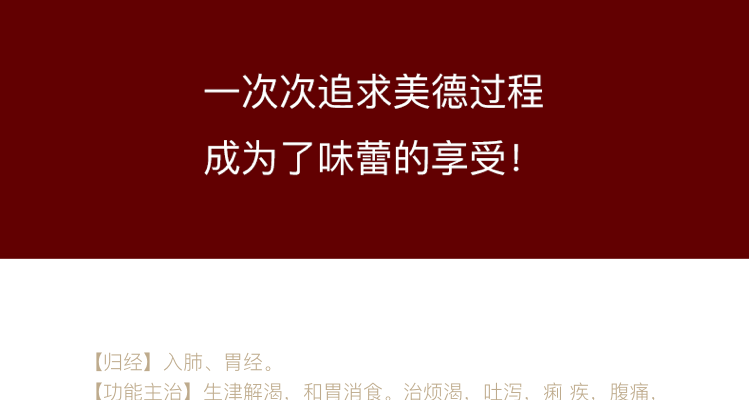 一次次追求美德过程
成为了味蕾的享受！
【归经】入肺、胃经。
【功能主治】生津解渴，和胃消食。治烦渴，吐泻，痢 疾，腹痛，